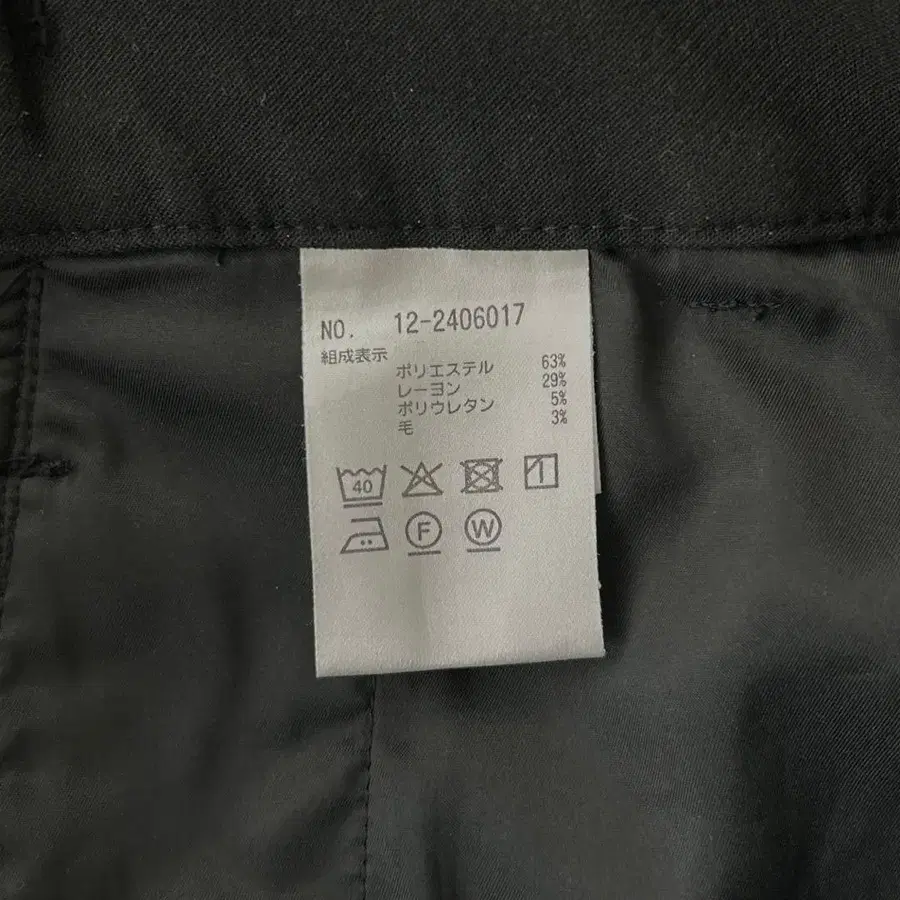 NO. 12-2406017
組成表示
ポリエステル 63%
レーヨン 29%
ポリウレタン 5%
毛 3%
40
F W